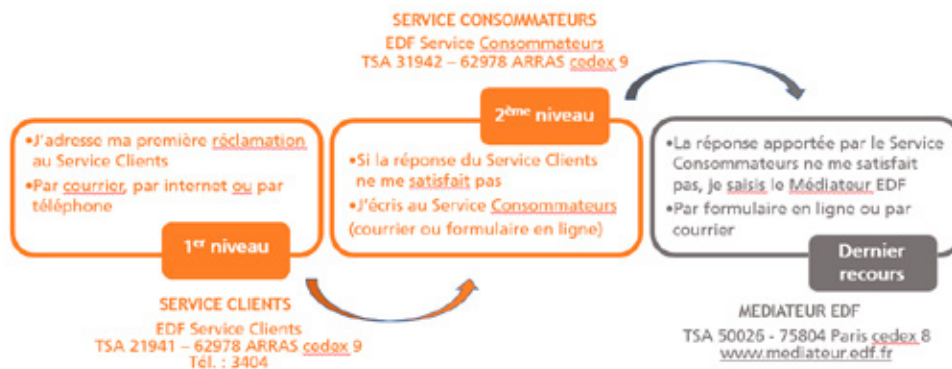 SERVICE CONSOMMATEURS
EDF Service Consommateurs
TSA 31942 – 62978 ARRAS cedex 9
•J'adresse ma première réclamation
au Service Clients
•Par courrier, par internet ou par
téléphone
1er niveau
SERVICE CLIENTS
EDF Service Clients
TSA 21941 – 62978 ARRAS cedex 9
Tél. : 3404
2ème niveau
•Si la réponse du Service Clients
ne me satisfait pas
•J'écris au Service Consommateurs
(courrier ou formulaire en ligne)
•La réponse apportée par le Service
Consommateurs ne me satisfait
pas, je saisis le Médiateur EDF
•Par formulaire en ligne ou par
courrier
Dernier
recours
MEDIATEUR EDF
TSA 50026 - 75804 Paris cedex 8
www.mediateur.edf.fr